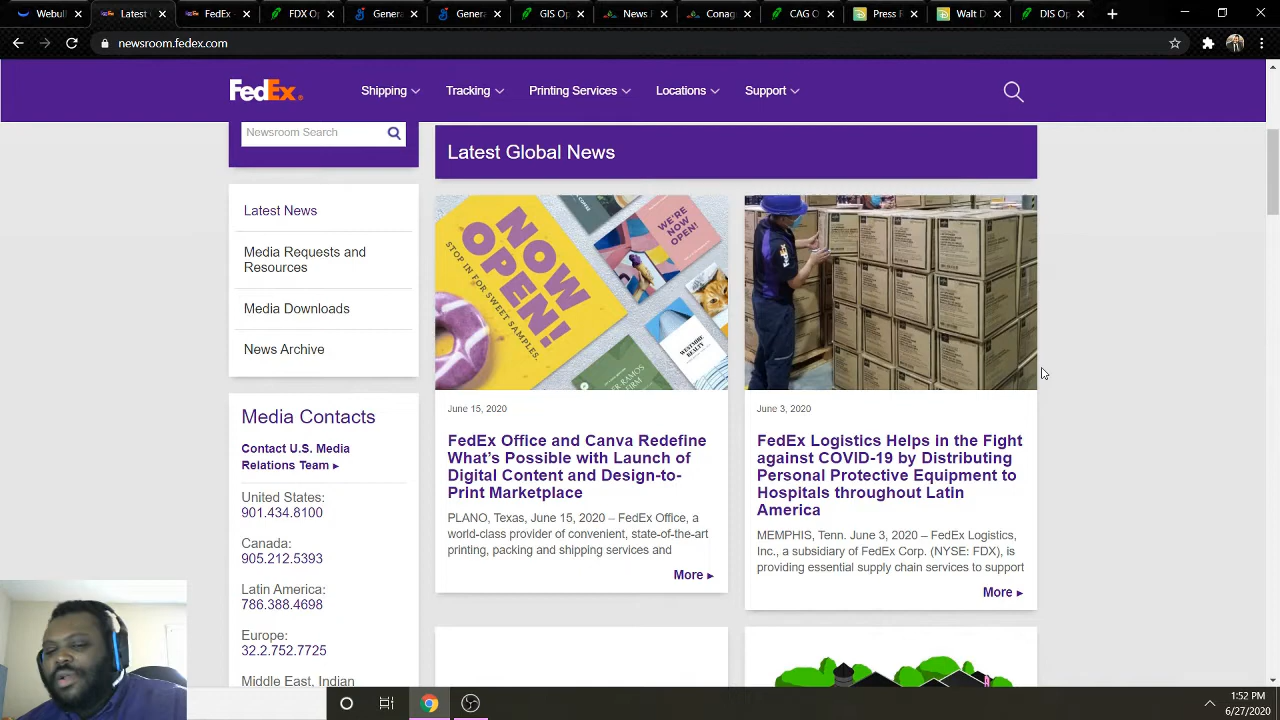 Webull
Latest
FedEx
FDX Op
Genera
Genera
GIS Op
News
Conag
CAG O
Press F
Walt D
DIS Op
newsroom.fedex.com
FedEx
Shipping
Tracking
Printing Services
Locations
Support
Newsroom Search
Latest Global News
Latest News
Media Requests and
Resources
Media Downloads
News Archive
Media Contacts
Contact U.S. Media
Relations Team ▸
United States:
901.434.8100
Canada:
905.212.5393
Latin America:
786.388.4698
Europe:
32.2.752.7725
Middle East, Indian
NOW
OPEN!
STOP IN FOR SWEET SAMPLES.
WE'RE
NOW
OPEN!
WESTMIRE
REALTY
June 15, 2020
FedEx Office and Canva Redefine
What's Possible with Launch of
Digital Content and Design-to-
Print Marketplace
PLANO, Texas, June 15, 2020 – FedEx Office, a
world-class provider of convenient, state-of-the-art
printing, packing and shipping services and
More ▸
June 3, 2020
FedEx Logistics Helps in the Fight
against COVID-19 by Distributing
Personal Protective Equipment to
Hospitals throughout Latin
America
MEMPHIS, Tenn. June 3, 2020 – FedEx Logistics,
Inc., a subsidiary of FedEx Corp. (NYSE: FDX), is
providing essential supply chain services to support
More ▸
1:52 PM
6/27/2020